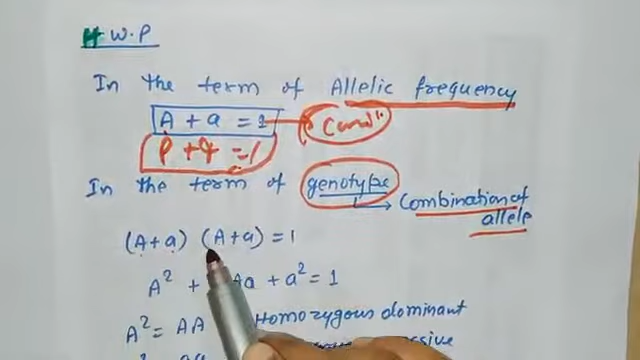 H W.P
In the term of Allelic frequency
A + a = 1
P + q = 1
In the term of genotype → Combination of
allele
(A+a) (A+a) = 1
A² + Aa + a² = 1
A² = AA Homozygous dominant